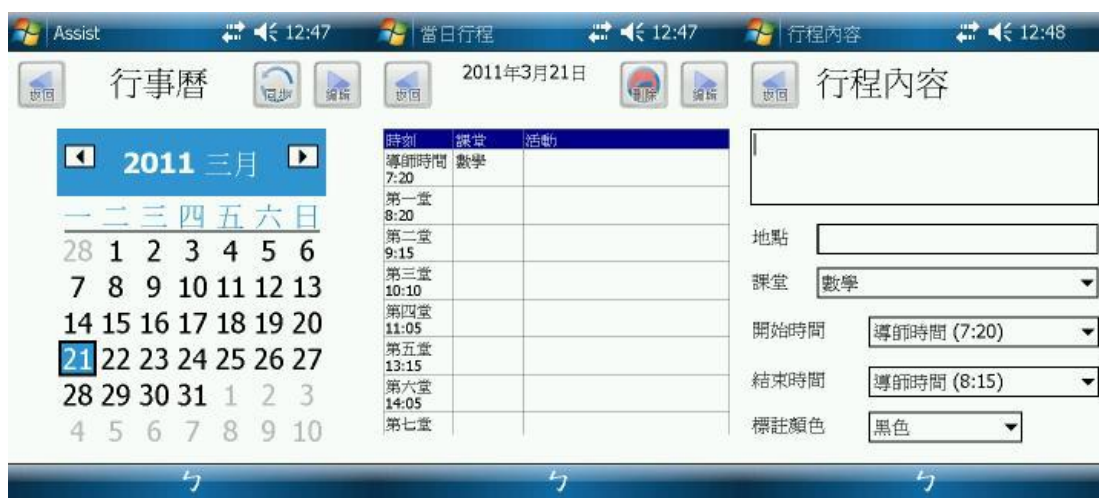 Assist 12:47
返回 行事曆 同步 編輯
2011 三月
一 二 三 四 五 六 日
28 1 2 3 4 5 6
7 8 9 10 11 12 13
14 15 16 17 18 19 20
21 22 23 24 25 26 27
28 29 30 31 1 2 3
4 5 6 7 8 9 10
ㄅ
當日行程 12:47
返回 2011年3月21日 刪除 編輯
時刻 課堂 活動
導師時間 數學
7:20
第一堂
8:20
第二堂
9:15
第三堂
10:10
第四堂
11:05
第五堂
13:15
第六堂
14:05
第七堂
ㄅ
行程內容 12:48
返回 行程內容
地點
課堂 數學
開始時間 導師時間 (7:20)
結束時間 導師時間 (8:15)
標註顏色 黑色
ㄅ